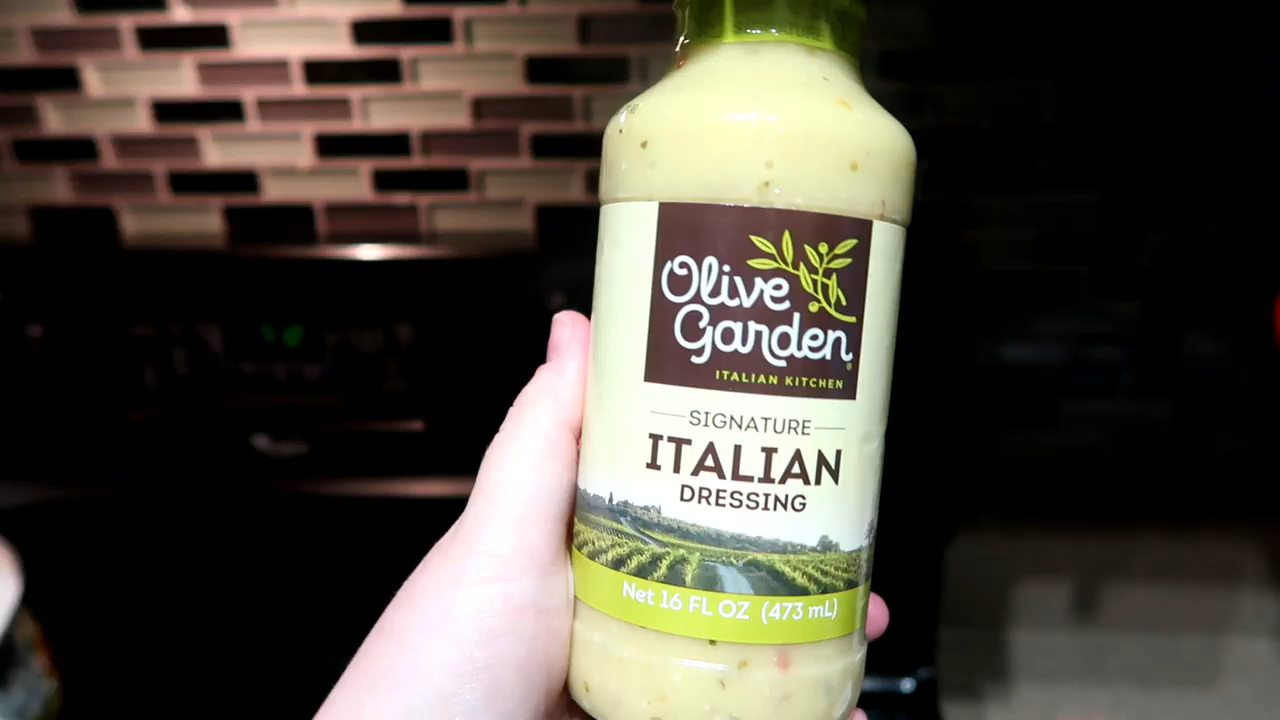 Olive
Garden
ITALIAN KITCHEN
SIGNATURE
ITALIAN
DRESSING
Net 16 FL OZ (473 mL)